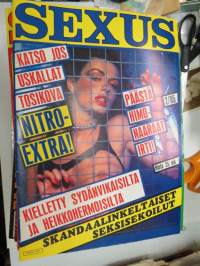 SEXUS
KATSO JOS
USKALLAT
TOSIKOVA
NITRO-
EXTRA!
PÄÄSTÄ
HIMO-
HAARAT
IRTI
KIELLETTY SYDÄNVIKAISILTA
JA HEIKKOHERMOISILTA
SKANDAALINKELTAISET
SEKSISEKOILUT